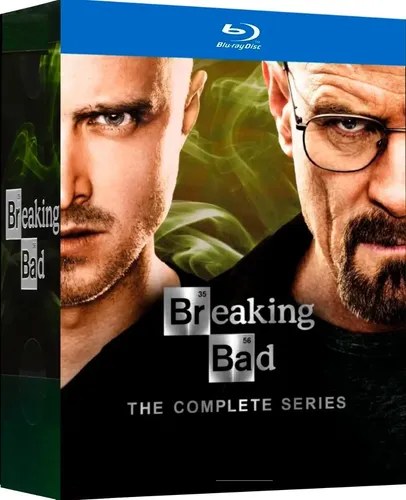 Blu-ray Disc
35
Breaking
56
Bad
THE COMPLETE SERIES
Breaking
Bad